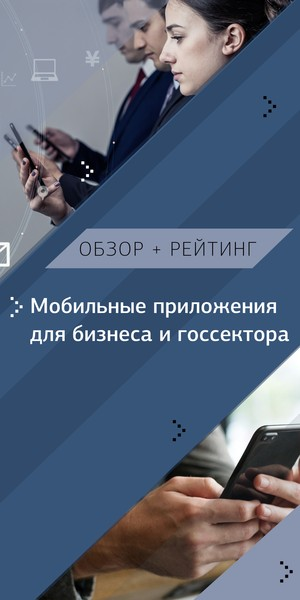 ОБЗОР + РЕЙТИНГ
Мобильные приложения
для бизнеса и госсектора